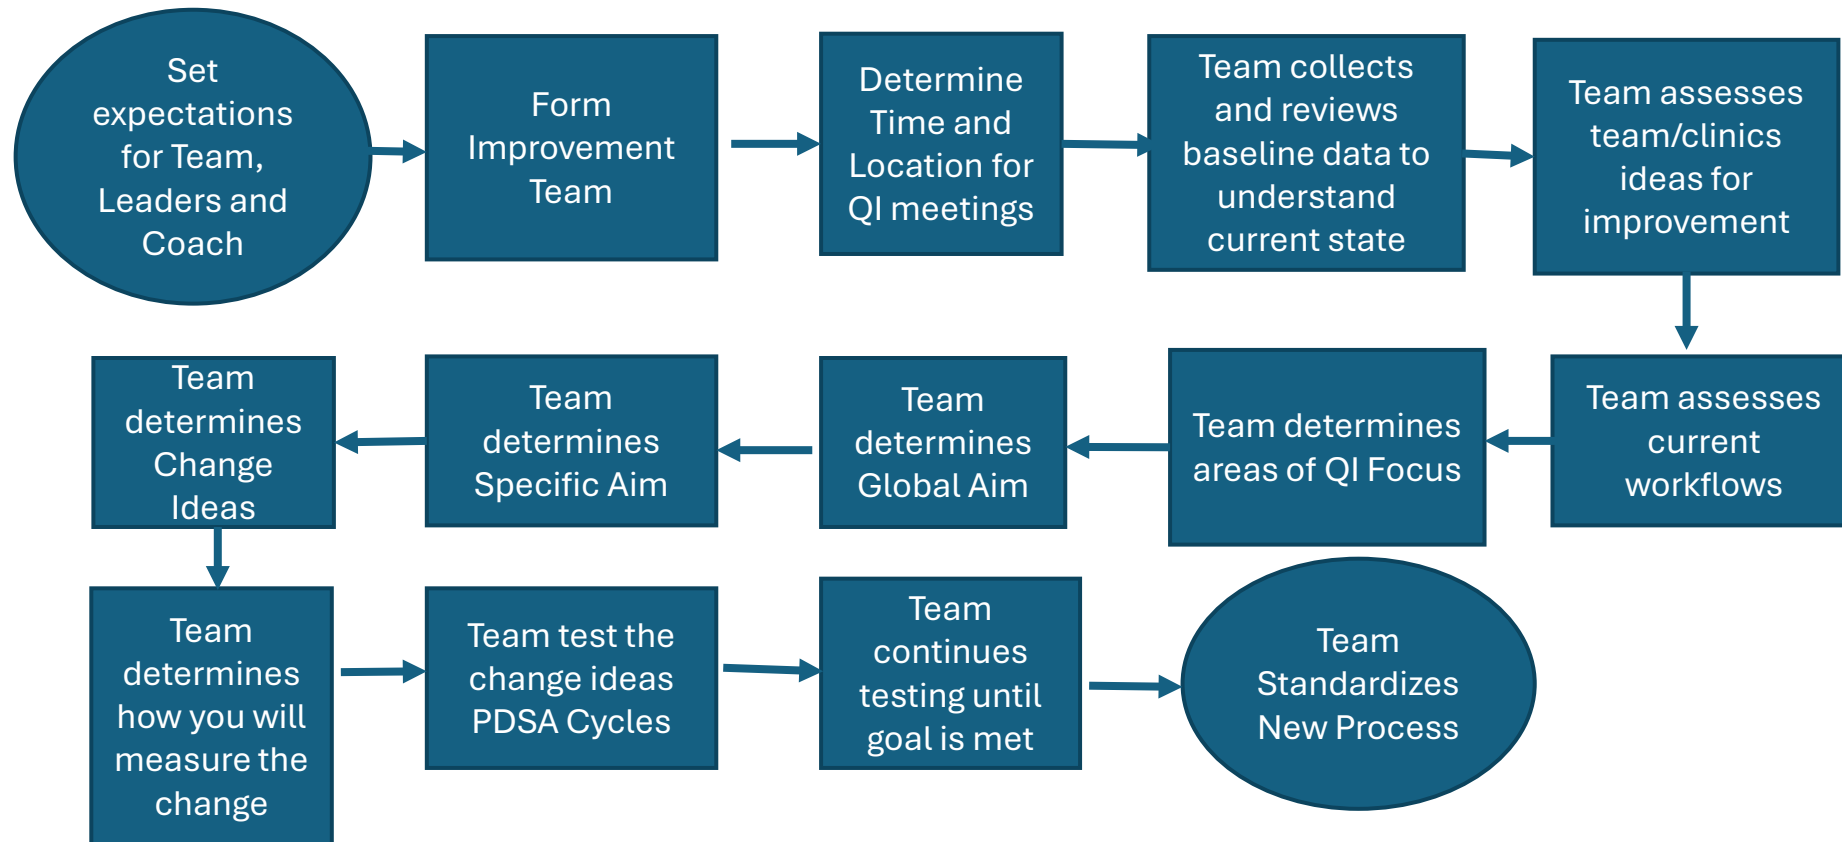 Set
expectations
for Team,
Leaders and
Coach
Form
Improvement
Team
Determine
Time and
Location for
QI meetings
Team collects
and reviews
baseline data to
understand
current state
Team assesses
team/clinics
ideas for
improvement
Team assesses
current
workflows
Team determines
areas of QI Focus
Team
determines
Global Aim
Team
determines
Specific Aim
Team
determines
Change
Ideas
Team
determines
how you will
measure the
change
Team test the
change ideas
PDSA Cycles
Team
continues
testing until
goal is met
Team
Standardizes
New Process